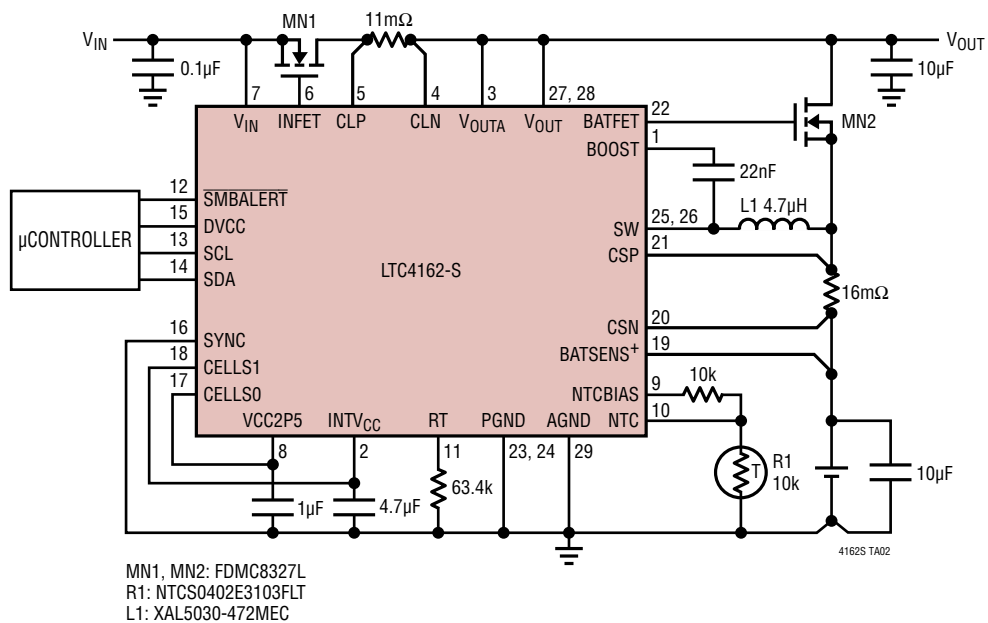 MN1
11mΩ
VIN
VOUT
0.1µF
10µF
7
6
5
4
3
27, 28
VIN
INFET
CLP
CLN
VOUTA
VOUT
BATFET
22
MN2
BOOST
1
22nF
12
SMBALERT
L1 4.7µH
15
DVCC
SW
25, 26
µCONTROLLER
13
SCL
CSP
21
14
SDA
LTC4162-S
16mΩ
16
SYNC
CSN
20
18
CELLS1
BATSENS+
19
17
CELLS0
NTCBIAS
9
10k
VCC2P5
INTVCC
RT
PGND
AGND
NTC
10
8
2
11
23, 24
29
1µF
4.7µF
63.4k
T
R1
10k
10µF
4162S TA02
MN1, MN2: FDMC8327L
R1: NTCS0402E3103FLT
L1: XAL5030-472MEC